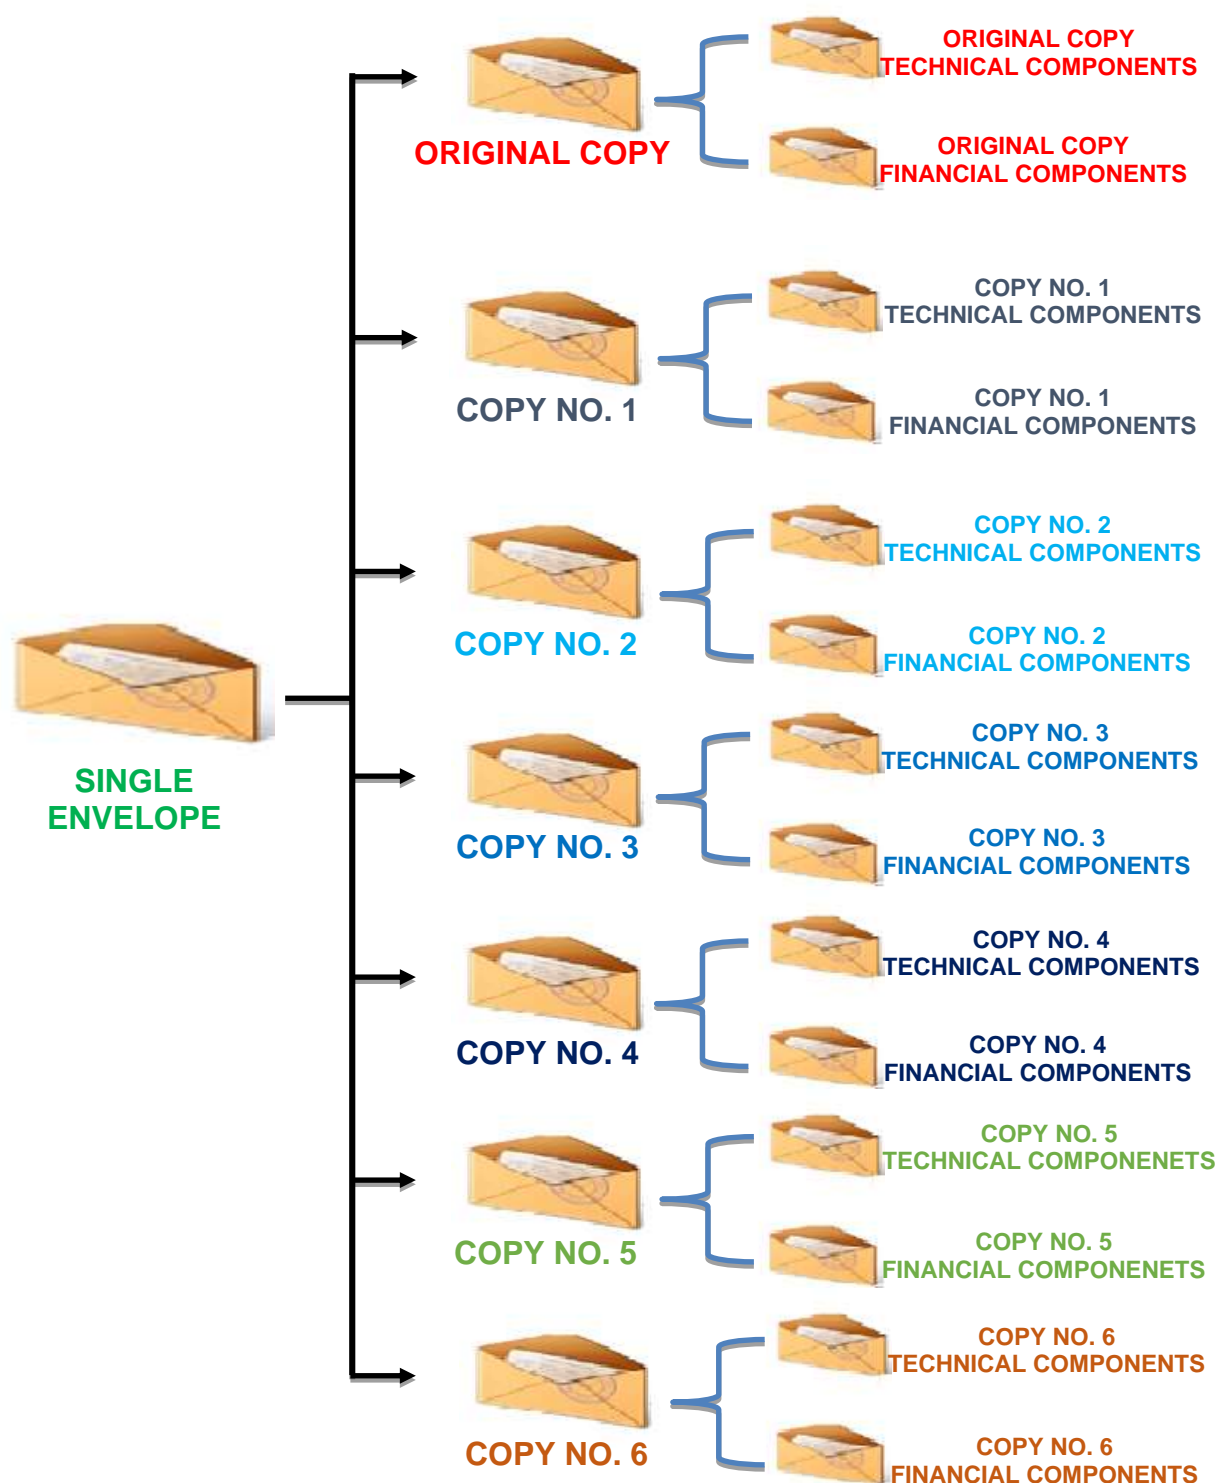 ORIGINAL COPY
TECHNICAL COMPONENTS
ORIGINAL COPY
ORIGINAL COPY
FINANCIAL COMPONENTS
COPY NO. 1
TECHNICAL COMPONENTS
COPY NO. 1
COPY NO. 1
FINANCIAL COMPONENTS
COPY NO. 2
TECHNICAL COMPONENTS
COPY NO. 2
COPY NO. 2
FINANCIAL COMPONENTS
SINGLE
ENVELOPE
COPY NO. 3
TECHNICAL COMPONENTS
COPY NO. 3
COPY NO. 3
FINANCIAL COMPONENTS
COPY NO. 4
TECHNICAL COMPONENTS
COPY NO. 4
COPY NO. 4
FINANCIAL COMPONENTS
COPY NO. 5
TECHNICAL COMPONENETS
COPY NO. 5
COPY NO. 5
FINANCIAL COMPONENETS
COPY NO. 6
TECHNICAL COMPONENTS
COPY NO. 6
COPY NO. 6
FINANCIAL COMPONENTS